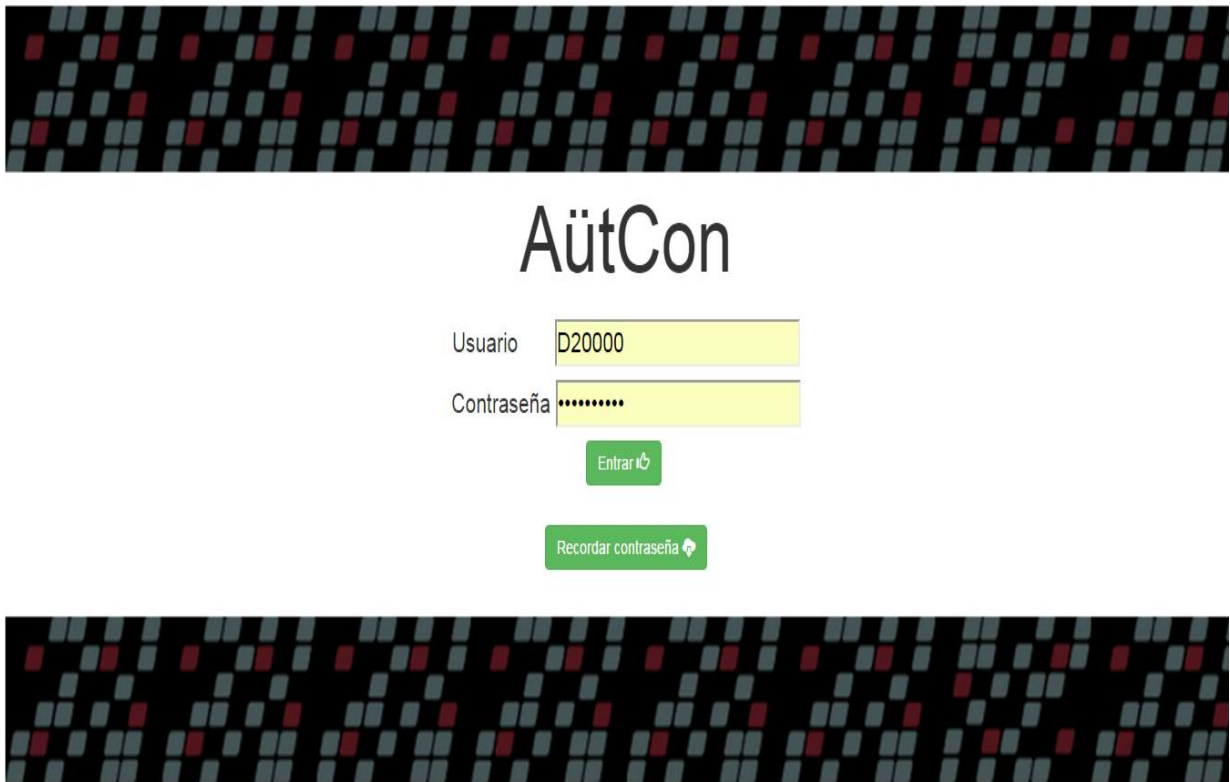 AütCon
Usuario D20000
Contraseña ••••••••••
Entrar
Recordar contraseña